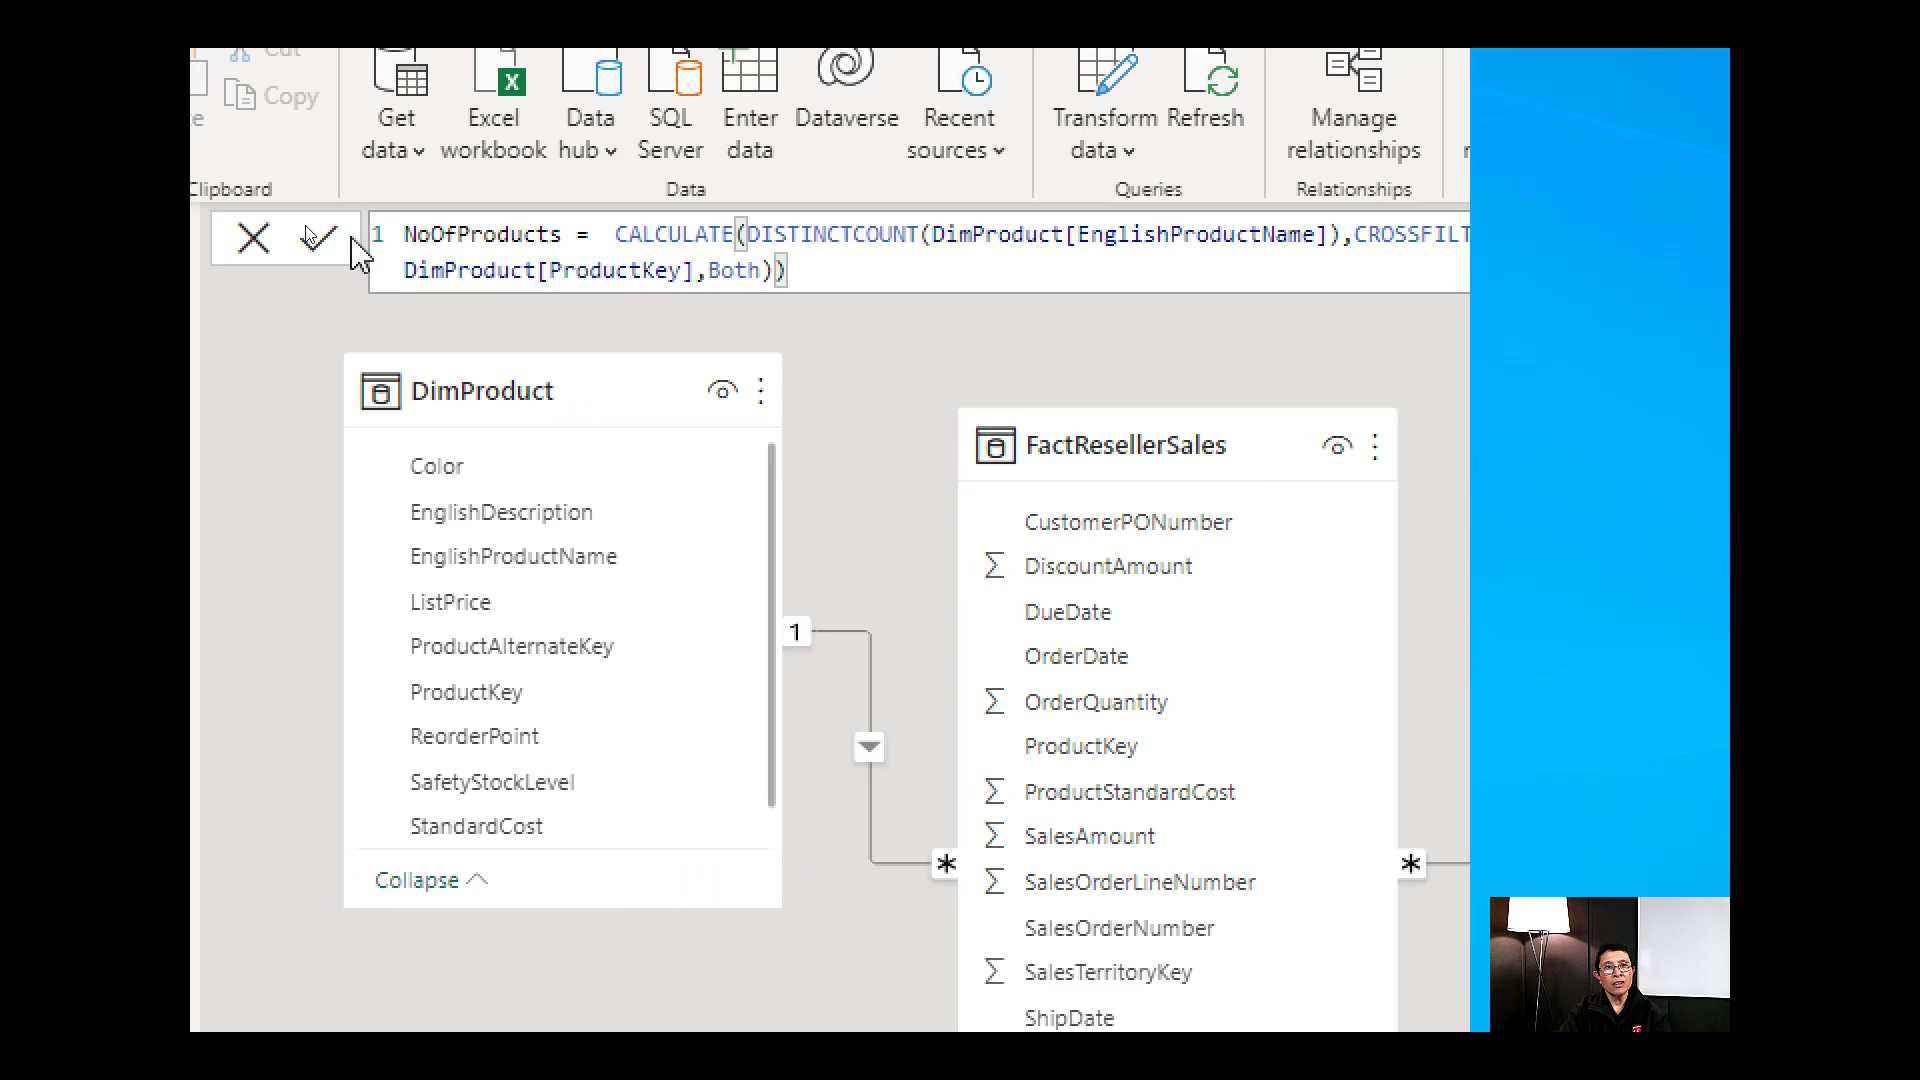 Cut
Copy
Clipboard
Get data
Excel workbook
Data hub
SQL Server
Enter data
Dataverse
Recent sources
Data
Transform data
Refresh
Queries
Manage relationships
Relationships
1 NoOfProducts = CALCULATE(DISTINCTCOUNT(DimProduct[EnglishProductName]),CROSSFILT
DimProduct[ProductKey],Both))
DimProduct
Color
EnglishDescription
EnglishProductName
ListPrice
ProductAlternateKey
ProductKey
ReorderPoint
SafetyStockLevel
StandardCost
Collapse
1
*
*
FactResellerSales
CustomerPONumber
DiscountAmount
DueDate
OrderDate
OrderQuantity
ProductKey
ProductStandardCost
SalesAmount
SalesOrderLineNumber
SalesOrderNumber
SalesTerritoryKey
ShipDate